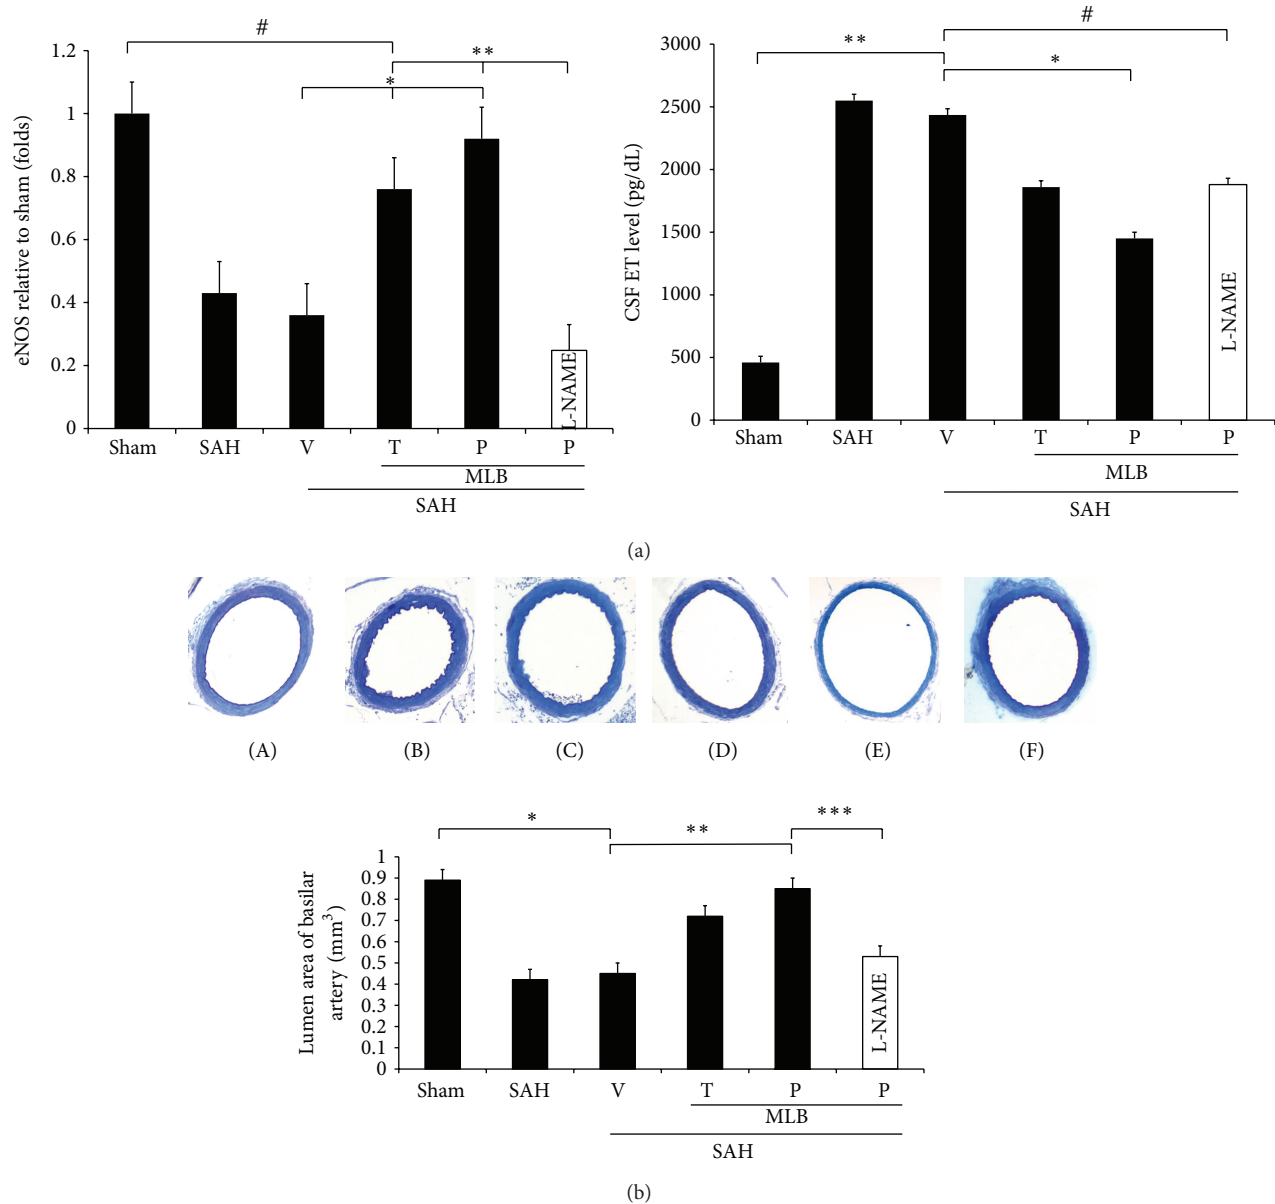 #
**
*
1.2
1
0.8
0.6
0.4
0.2
0
eNOS relative to sham (folds)
L-NAME
Sham SAH V T P P
MLB
SAH
#
**
*
3000
2500
2000
1500
1000
500
0
CSF ET level (pg/dL)
L-NAME
Sham SAH V T P P
MLB
SAH
(a)
(A) (B) (C) (D) (E) (F)
* ** ***
1
0.9
0.8
0.7
0.6
0.5
0.4
0.3
0.2
0.1
0
Lumen area of basilar
artery (mm³)
L-NAME
Sham SAH V T P P
MLB
SAH
(b)